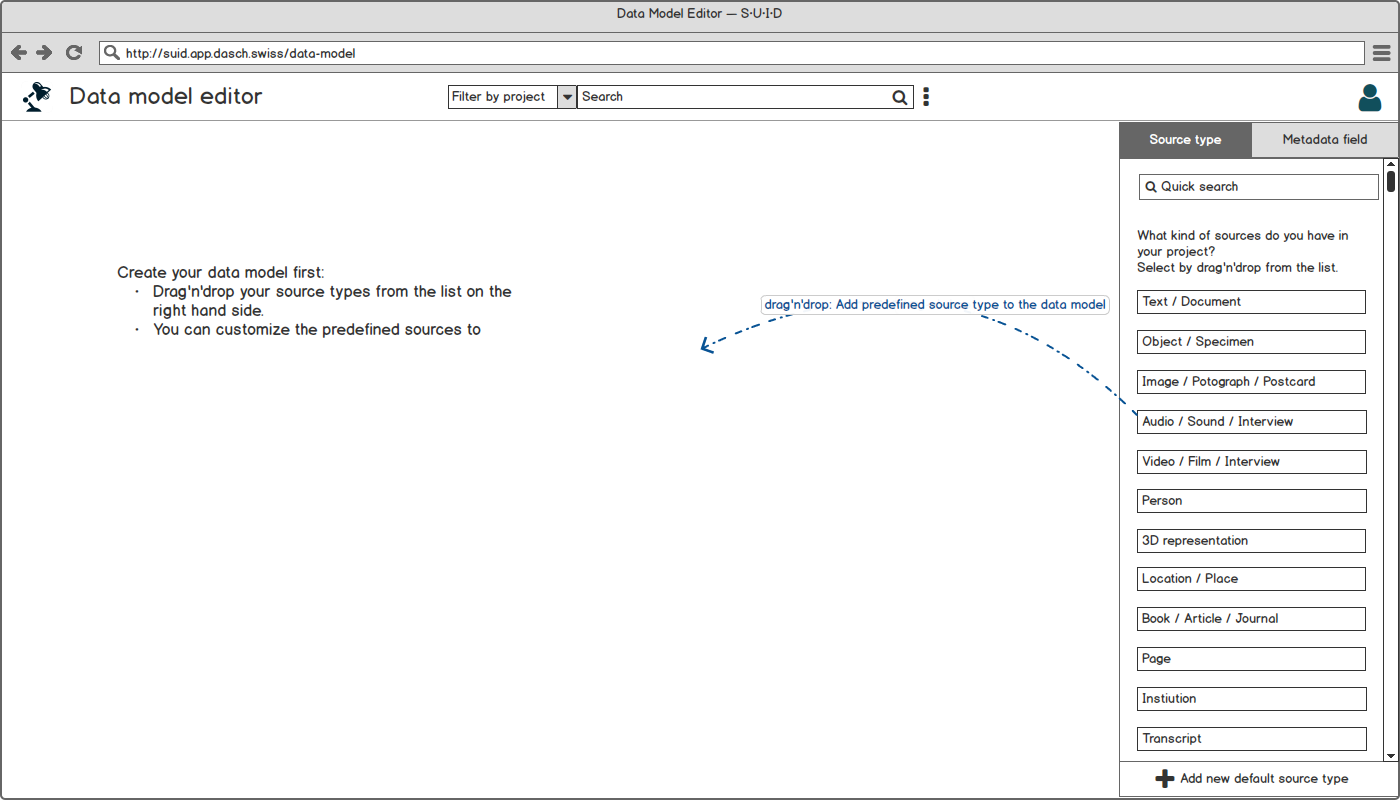 Data Model Editor — S·U·I·D
http://suid.app.dasch.swiss/data-model
Data model editor
Filter by project
Search
Source type
Metadata field
Quick search
What kind of sources do you have in
your project?
Select by drag'n'drop from the list.
Create your data model first:
· Drag'n'drop your source types from the list on the
right hand side.
· You can customize the predefined sources to
drag'n'drop: Add predefined source type to the data model
Text / Document
Object / Specimen
Image / Potograph / Postcard
Audio / Sound / Interview
Video / Film / Interview
Person
3D representation
Location / Place
Book / Article / Journal
Page
Instiution
Transcript
Add new default source type